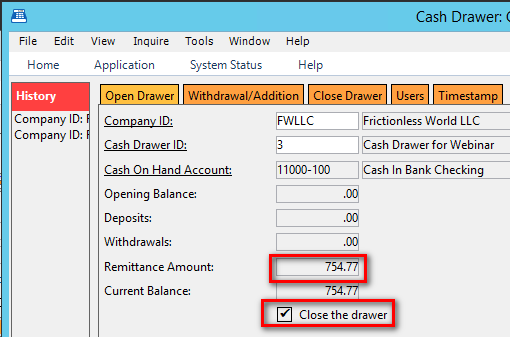 Cash Drawer: C
File Edit View Inquire Tools Window Help
Home Application System Status Help
History
Company ID: F
Company ID: F
Open Drawer Withdrawal/Addition Close Drawer Users Timestamp
Company ID: FWLLC Frictionless World LLC
Cash Drawer ID: 3 Cash Drawer for Webinar
Cash On Hand Account: 11000-100 Cash In Bank Checking
Opening Balance: .00
Deposits: .00
Withdrawals: .00
Remittance Amount: 754.77
Current Balance: 754.77
Close the drawer